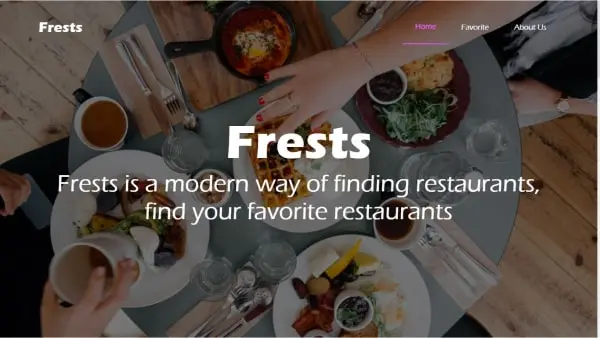 Frests
Home
Favorite
About Us
Frests
Frests is a modern way of finding restaurants,
find your favorite restaurants